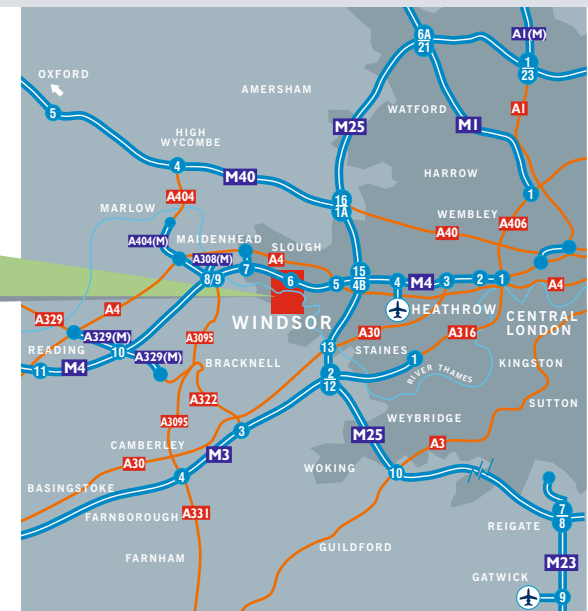 6A
21
A1(M)
1
23
OXFORD
AMERSHAM
A1
5
WATFORD
M25
M1
HIGH
WYCOMBE
4
M40
HARROW
A404
16
1A
1
MARLOW
WEMBLEY
A406
A40
A404(M)
MAIDENHEAD
SLOUGH
A308(M)
A4
7
8/9
6
5
15
4B
4
M4
3
2
1
A4
HEATHROW
CENTRAL
LONDON
WINDSOR
A329
A4
A329(M)
A3095
A30
A316
READING
10
A329(M)
13
STAINES
1
11
M4
BRACKNELL
RIVER THAMES
KINGSTON
2
12
A322
SUTTON
A3095
WEYBRIDGE
3
M25
CAMBERLEY
A3
M3
A30
WOKING
4
10
BASINGSTOKE
FARNBOROUGH
A331
7
8
REIGATE
GUILDFORD
FARNHAM
M23
GATWICK
9